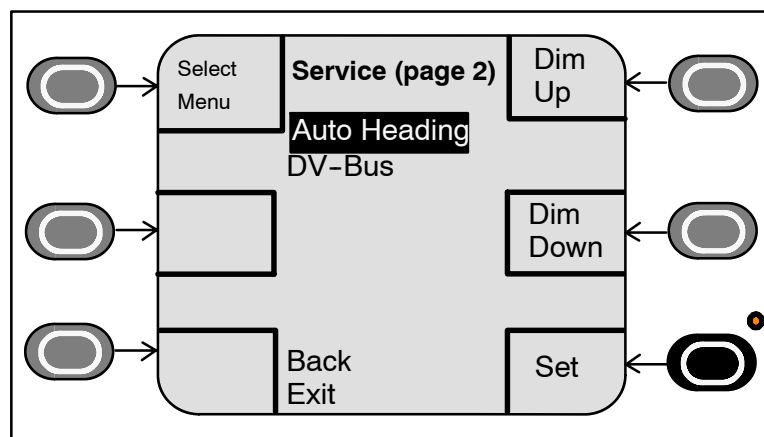 Select
Menu
Service (page 2)
Dim
Up
Auto Heading
DV-Bus
Dim
Down
Back
Exit
Set